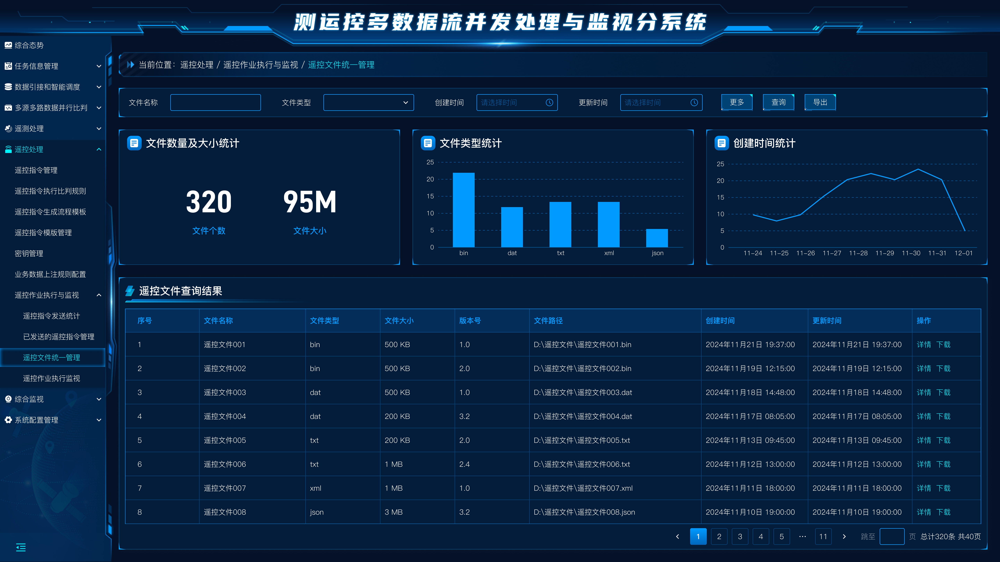 测运控多数据流并发处理与监视分系统
综合态势
任务信息管理
数据引接和智能调度
多源多路数据并行比判
遥测处理
遥控处理
遥控指令管理
遥控指令执行比判规则
遥控指令生成流程模板
遥控指令模版管理
密钥管理
业务数据上注规则配置
遥控作业执行与监视
遥控指令发送统计
已发送的遥控指令管理
遥控文件统一管理
遥控作业执行监视
综合监视
系统配置管理
当前位置：遥控处理 / 遥控作业执行与监视 / 遥控文件统一管理
文件名称 文件类型 创建时间 请选择时间 更新时间 请选择时间 更多 查询 导出
文件数量及大小统计
320 95M
文件个数 文件大小
文件类型统计
25
20
15
10
5
0
bin dat txt xml json
创建时间统计
25
20
15
10
5
0
11-24 11-25 11-26 11-27 11-28 11-29 11-30 11-31 12-01
遥控文件查询结果
序号 文件名称 文件类型 文件大小 版本号 文件路径 创建时间 更新时间 操作
1 遥控文件001 bin 500 KB 1.0 D:\遥控文件\遥控文件001.bin 2024年11月21日 19:37:00 2024年11月21日 19:37:00 详情 下载
2 遥控文件002 bin 500 KB 2.0 D:\遥控文件\遥控文件002.bin 2024年11月19日 12:15:00 2024年11月19日 12:15:00 详情 下载
3 遥控文件003 dat 500 KB 1.0 D:\遥控文件\遥控文件003.dat 2024年11月18日 14:48:00 2024年11月18日 14:48:00 详情 下载
4 遥控文件004 dat 200 KB 3.2 D:\遥控文件\遥控文件004.dat 2024年11月17日 08:05:00 2024年11月17日 08:05:00 详情 下载
5 遥控文件005 txt 200 KB 2.0 D:\遥控文件\遥控文件005.txt 2024年11月13日 09:45:00 2024年11月13日 09:45:00 详情 下载
6 遥控文件006 txt 1 MB 2.4 D:\遥控文件\遥控文件006.txt 2024年11月12日 13:00:00 2024年11月12日 13:00:00 详情 下载
7 遥控文件007 xml 1 MB 1.0 D:\遥控文件\遥控文件007.xml 2024年11月11日 18:00:00 2024年11月11日 18:00:00 详情 下载
8 遥控文件008 json 3 MB 3.2 D:\遥控文件\遥控文件008.json 2024年11月10日 19:00:00 2024年11月10日 19:00:00 详情 下载
1 2 3 4 5 ··· 11 跳至 页 总计320条 共40页